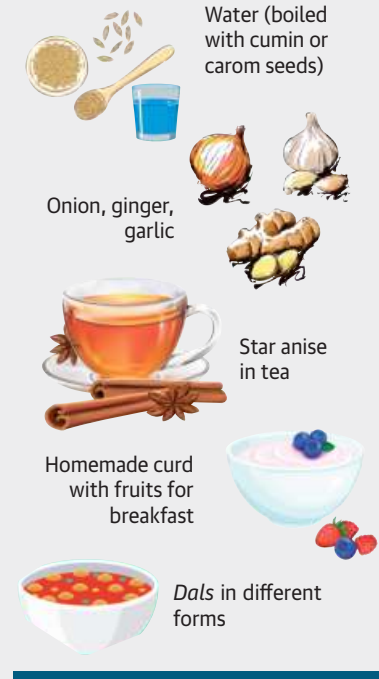 Water (boiled
with cumin or
carom seeds)
Onion, ginger,
garlic
Star anise
in tea
Homemade curd
with fruits for
breakfast
Dals in different
forms